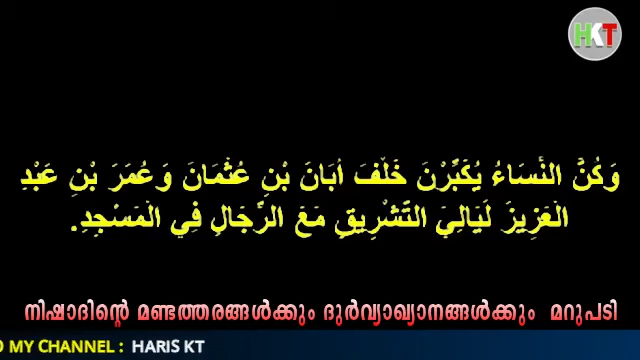 HKT
وَكُنَّ النِّسَاءُ يُكَبِّرْنَ خَلْفَ أَبَانَ بْنِ عُثْمَانَ وَعُمَرَ بْنِ عَبْدِ
الْعَزِيزِ لَيَالِيَ التَّشْرِيقِ مَعَ الرِّجَالِ فِي الْمَسْجِدِ.
നിഷാദിന്റെ മണ്ടത്തരങ്ങൾക്കും ദുർവ്യാഖ്യാനങ്ങൾക്കും മറുപടി
O MY CHANNEL : HARIS KT